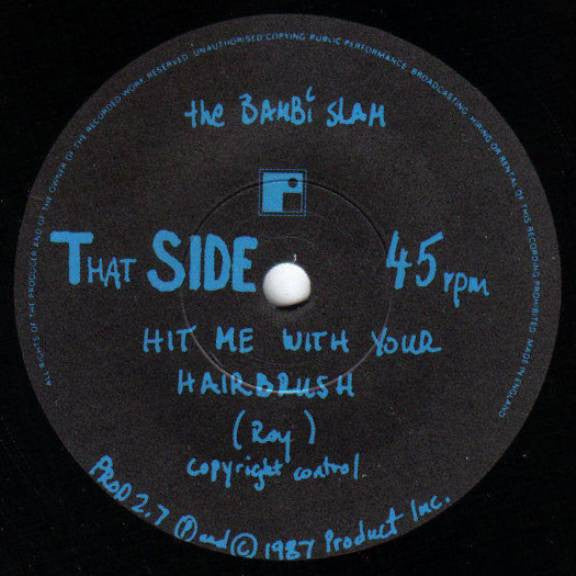 ALL RIGHTS OF THE PRODUCER AND OF THE OWNER OF THE RECORDED WORK RESERVED. UNAUTHORISED COPYING PUBLIC PERFORMANCE, BROADCASTING, HIRING OR RENTAL OF THIS RECORDING PROHIBITED. MADE IN ENGLAND
the BAMBi SLAM
THAT SIDE 45 rpm
HIT ME WITH YOUR
HAIRBRUSH
(Roy)
copyright control.
PROD 2.7 Ⓟ and © 1987 Product Inc.